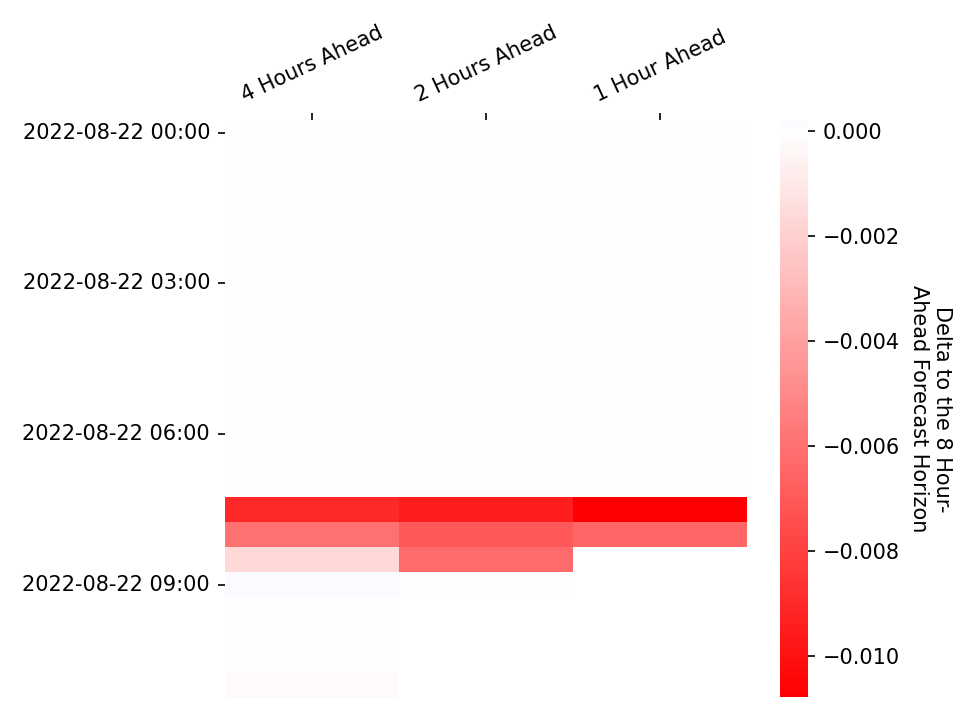 4 Hours Ahead
2 Hours Ahead
1 Hour Ahead
2022-08-22 00:00
2022-08-22 03:00
2022-08-22 06:00
2022-08-22 09:00
0.000
−0.002
−0.004
−0.006
−0.008
−0.010
Delta to the 8 Hour-
Ahead Forecast Horizon